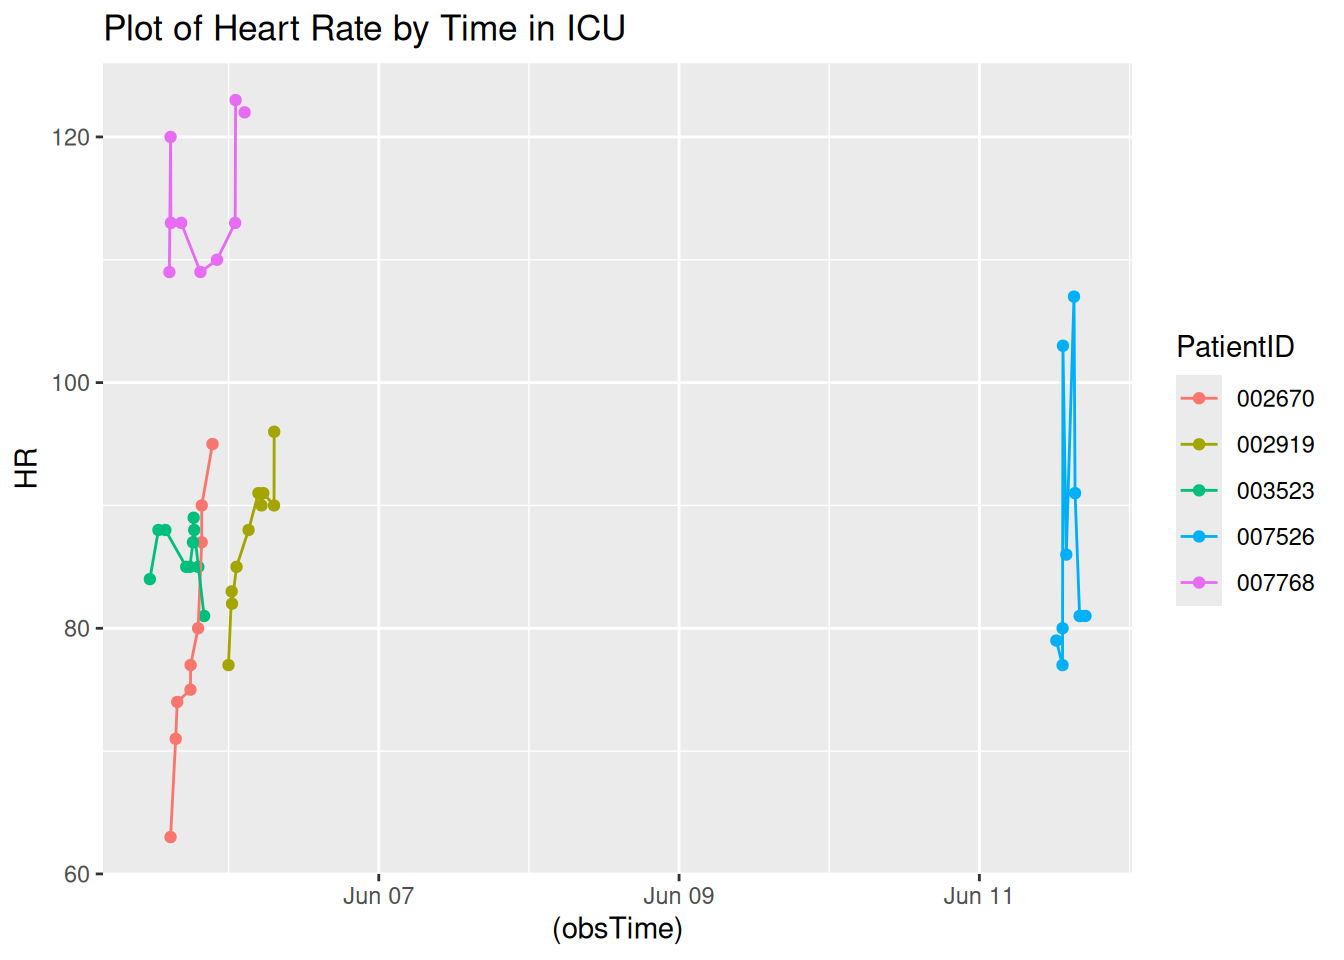 Plot of Heart Rate by Time in ICU
120
100
80
60
HR
Jun 07
Jun 09
Jun 11
(obsTime)
PatientID
002670
002919
003523
007526
007768